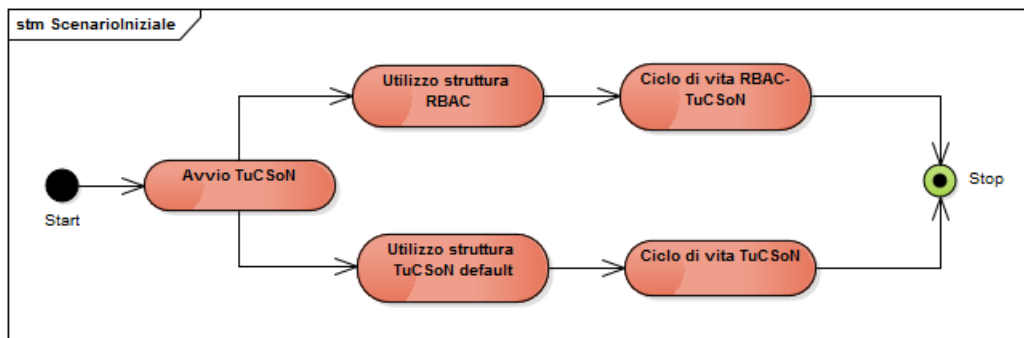 stm ScenarioIniziale
Utilizzo struttura
RBAC
Ciclo di vita RBAC-
TuCSoN
Avvio TuCSoN
Start
Stop
Utilizzo struttura
TuCSoN default
Ciclo di vita TuCSoN